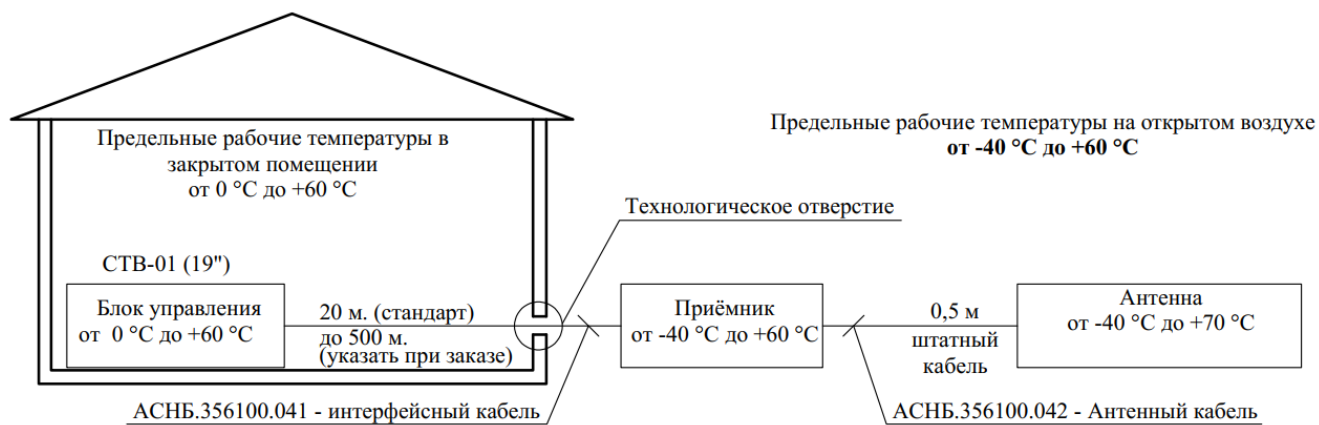 Предельные рабочие температуры в
закрытом помещении
от 0 °C до +60 °C
Предельные рабочие температуры на открытом воздухе
от -40 °C до +60 °C
Технологическое отверстие
СТВ-01 (19")
Блок управления
от 0 °C до +60 °C
20 м. (стандарт)
до 500 м.
(указать при заказе)
Приёмник
от -40 °C до +60 °C
0,5 м
штатный
кабель
Антенна
от -40 °C до +70 °C
АСНБ.356100.041 - интерфейсный кабель
АСНБ.356100.042 - Антенный кабель